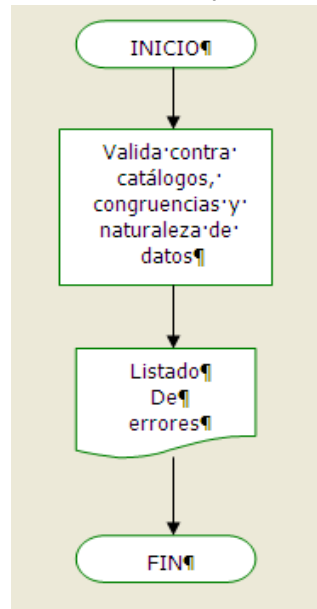 INICIO¶
Valida·contra·
catálogos,·
congruencias·y·
naturaleza·de·
datos¶
Listado¶
De¶
errores¶
FIN¶